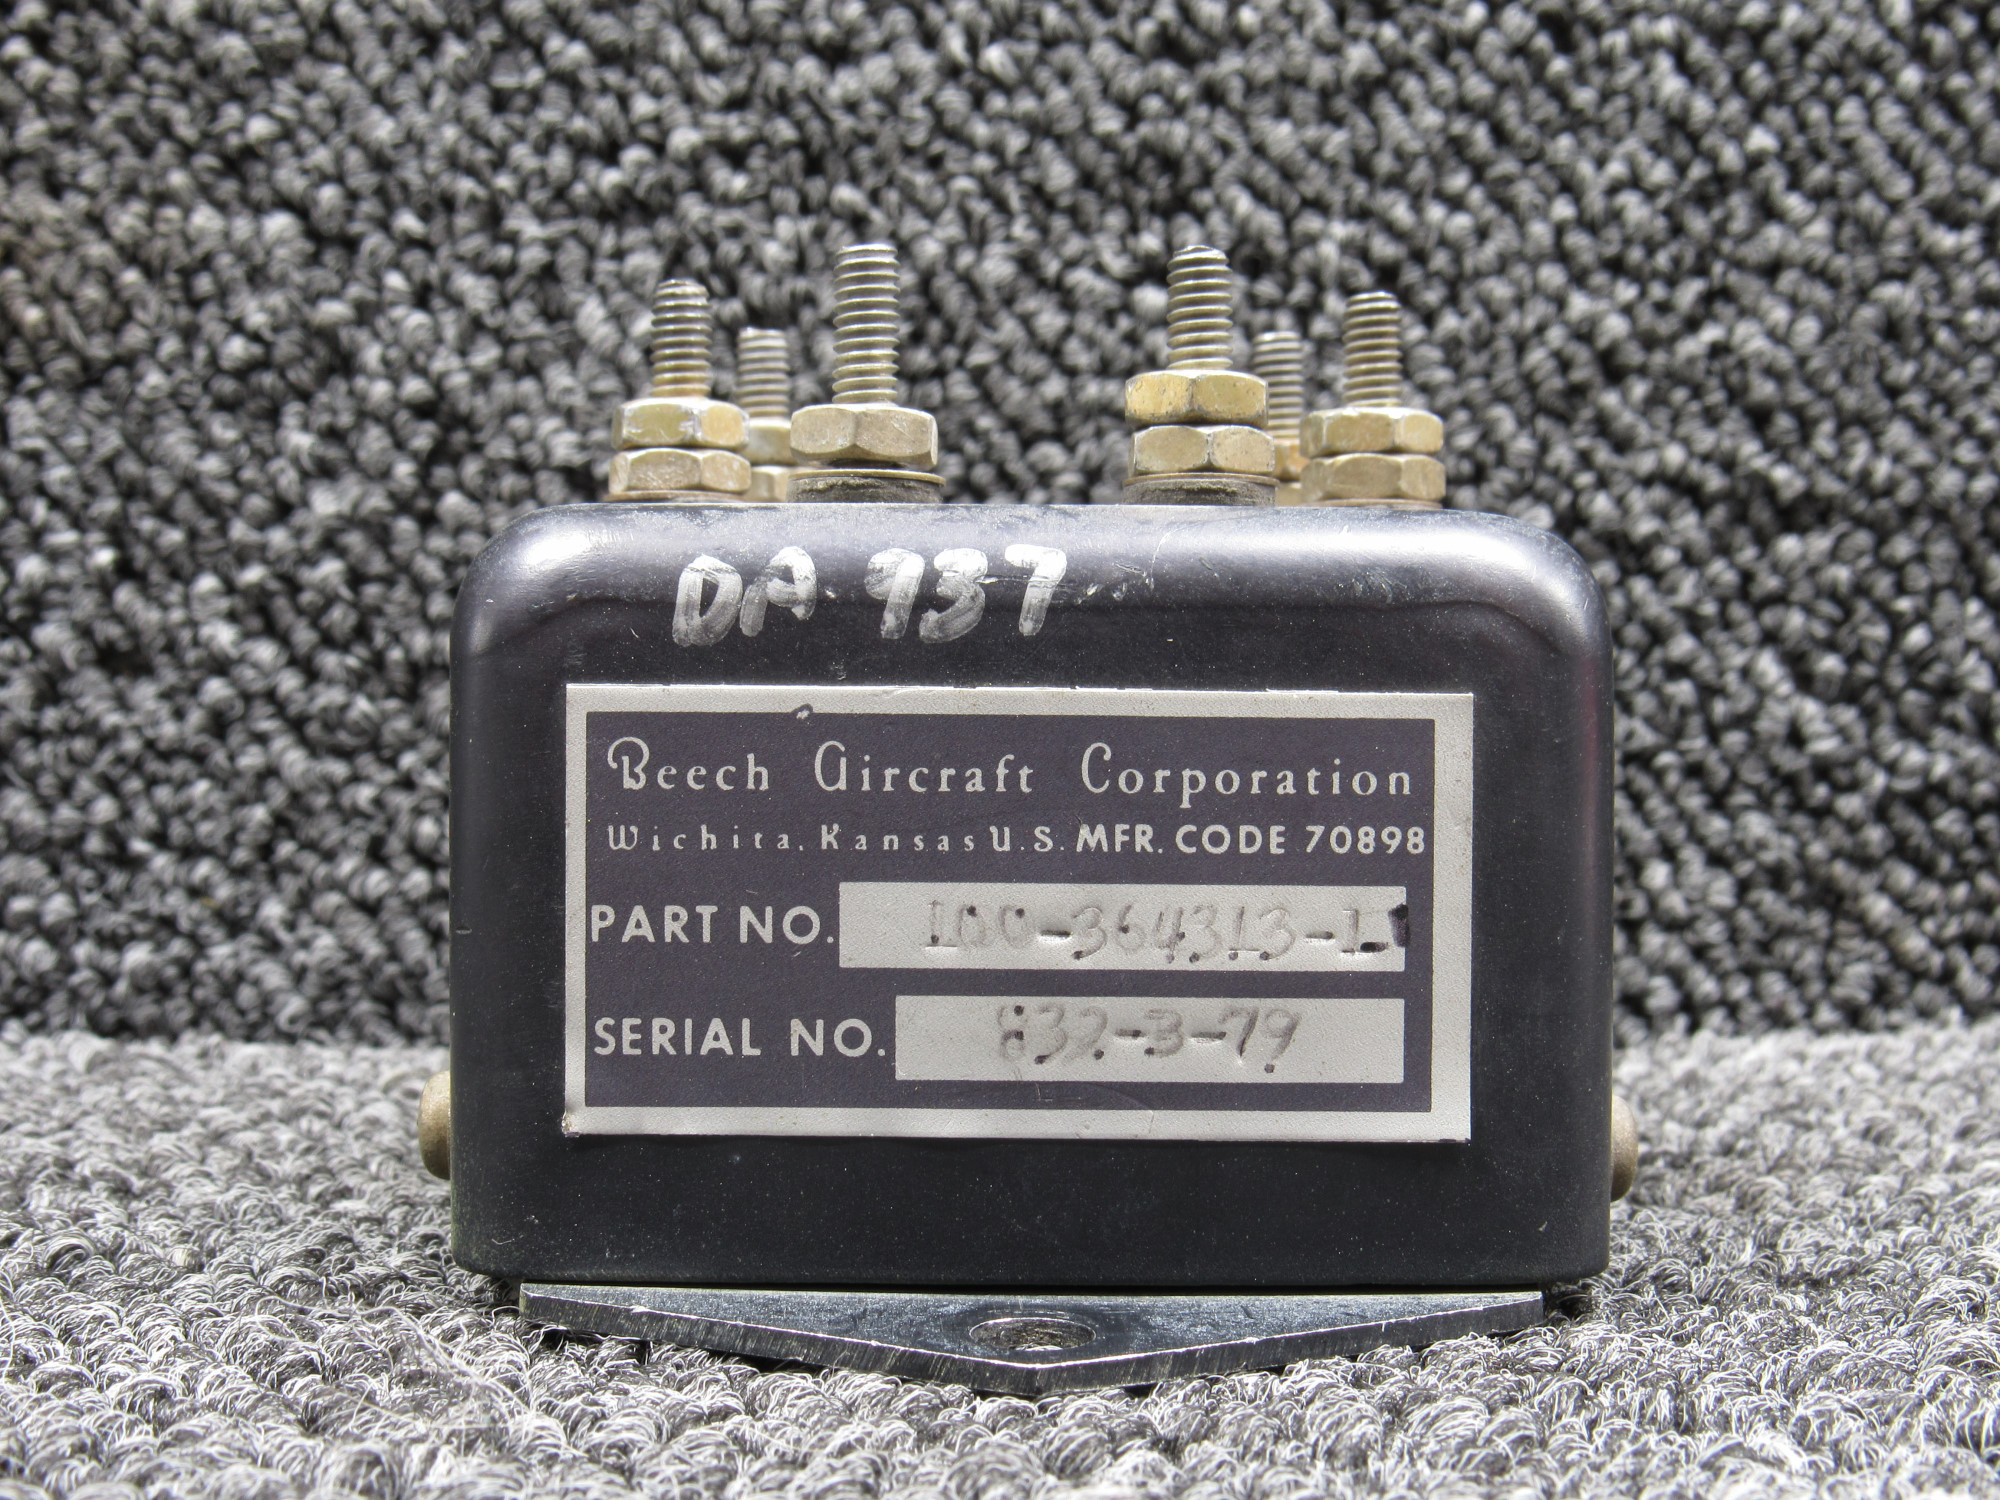 DA 937
Beech Aircraft Corporation
Wichita, Kansas U.S. MFR. CODE 70898
PART NO. 100-364313-1
SERIAL NO. 832-3-79